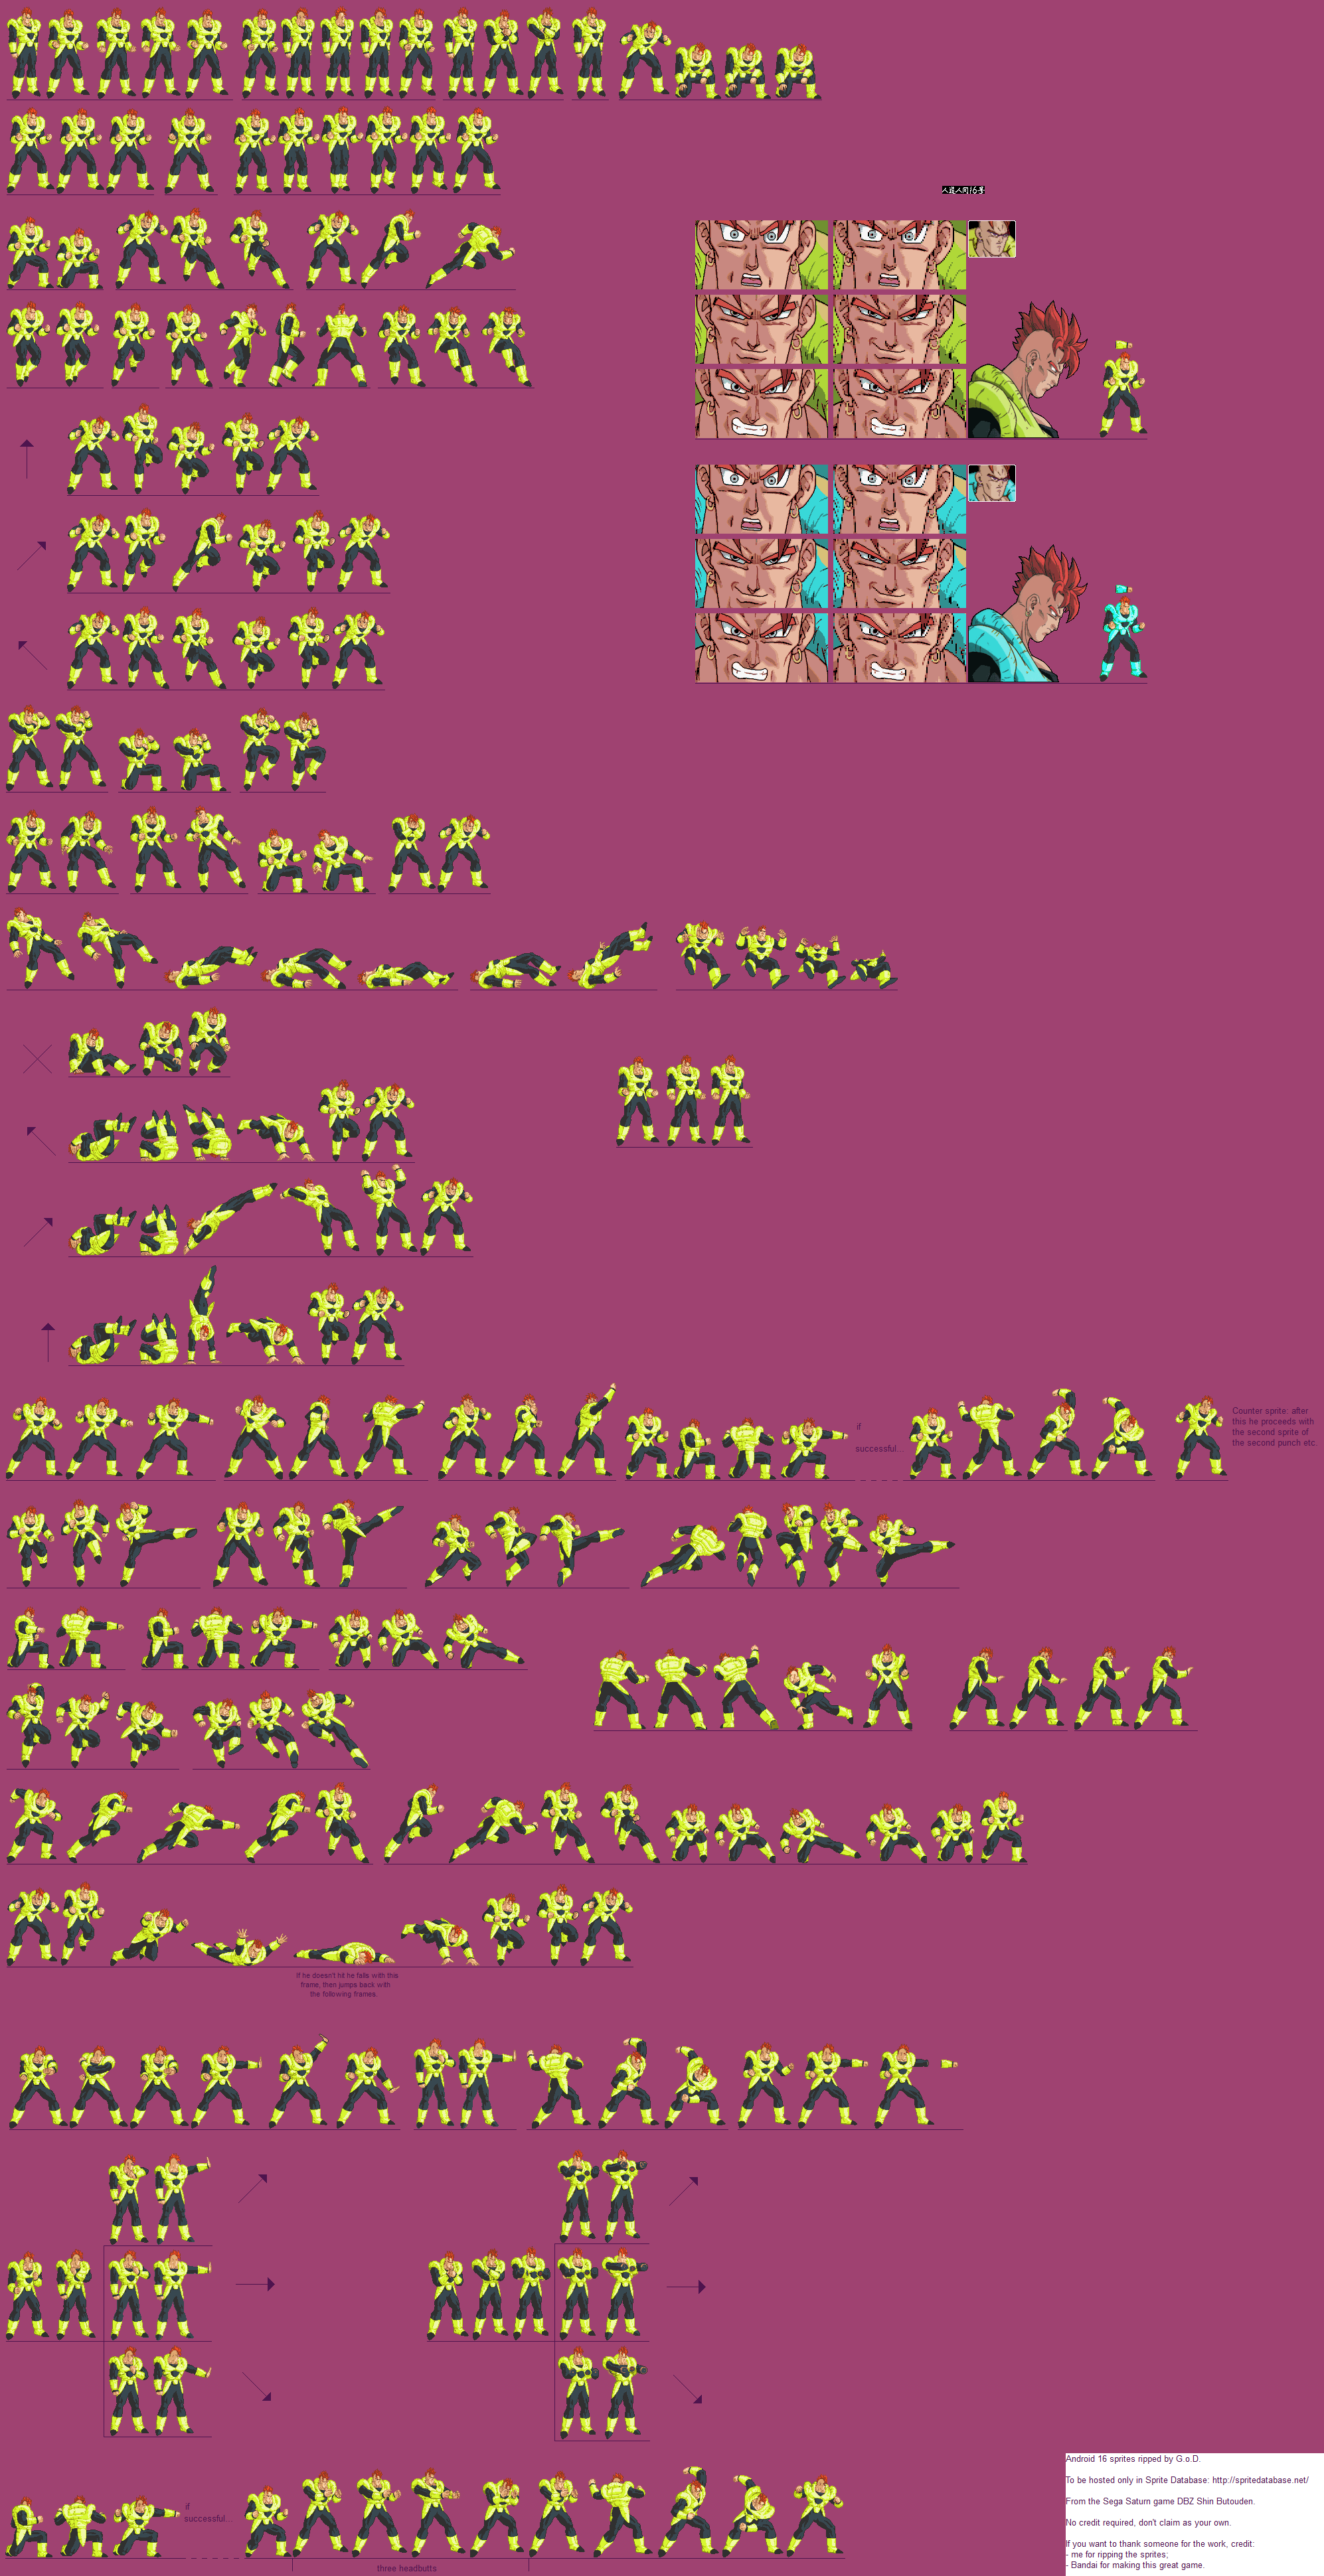 人造人間16号
Counter sprite: after
this he proceeds with
the second sprite of
the second punch etc.
if
successful...
If he doesn't hit he falls with this
frame, then jumps back with
the following frames.
if
successful...
three headbutts
Android 16 sprites ripped by G.o.D.
To be hosted only in Sprite Database: http://spritedatabase.net/
From the Sega Saturn game DBZ Shin Butouden.
No credit required, don't claim as your own.
If you want to thank someone for the work, credit:
- me for ripping the sprites;
- Bandai for making this great game.